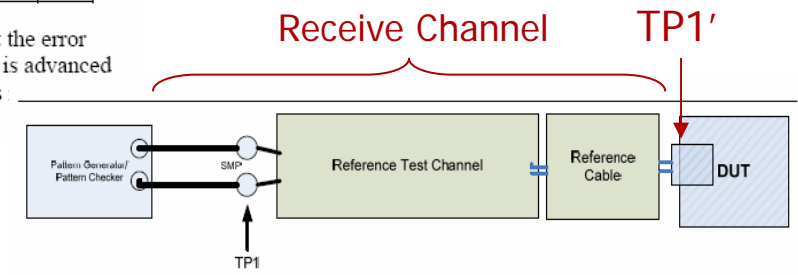 Receive Channel
TP1′
the error
is advanced
Pattern Generator/
Pattern Checker
SMP
Reference Test Channel
Reference
Cable
DUT
TP1